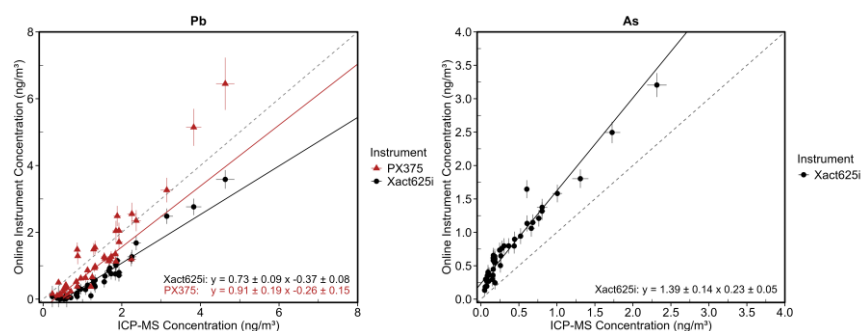 Pb
Online Instrument Concentration (ng/m³)
8
6
4
2
0
0
2
4
6
8
ICP-MS Concentration (ng/m³)
Xact625i: y = 0.73 ± 0.09 x -0.37 ± 0.08
PX375: y = 0.91 ± 0.19 x -0.26 ± 0.15
Instrument
PX375
Xact625i
As
Online Instrument Concentration (ng/m³)
4.0
3.5
3.0
2.5
2.0
1.5
1.0
0.5
0.0
0.0
0.5
1.0
1.5
2.0
2.5
3.0
3.5
4.0
ICP-MS Concentration (ng/m³)
Xact625i: y = 1.39 ± 0.14 x 0.23 ± 0.05
Instrument
Xact625i